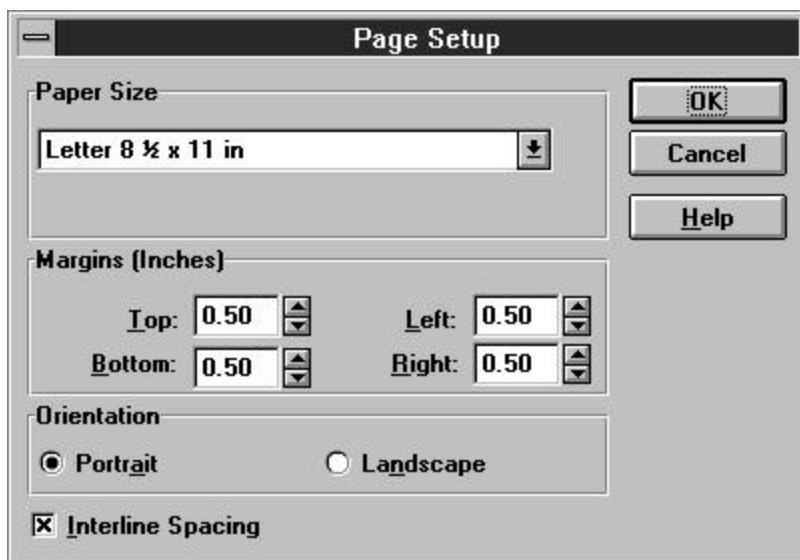 Page Setup
Paper Size
Letter 8 ½ x 11 in
OK
Cancel
Help
Margins (Inches)
Top: 0.50 Left: 0.50
Bottom: 0.50 Right: 0.50
Orientation
Portrait Landscape
Interline Spacing